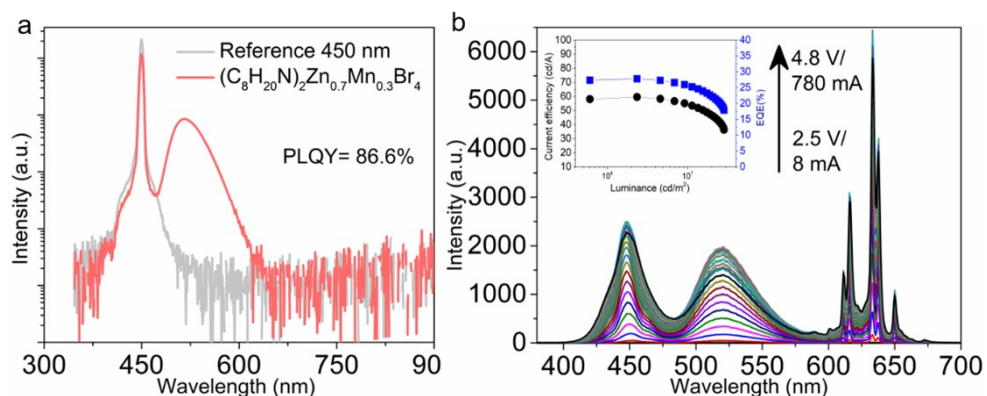 a
Reference 450 nm
(C₈H₂₀N)₂Zn₀.₇Mn₀.₃Br₄
PLQY= 86.6%
Intensity (a.u.)
300 450 600 750 90
Wavelength (nm)
b
6000
5000
4000
3000
2000
1000
0
Intensity (a.u.)
400 450 500 550 600 650 700
Wavelength (nm)
4.8 V/
780 mA
2.5 V/
8 mA
Current efficiency (cd/A)
100
90
80
70
60
50
40
30
20
10
EQE(%)
40
35
30
25
20
15
10
5
0
Luminance (cd/m²)